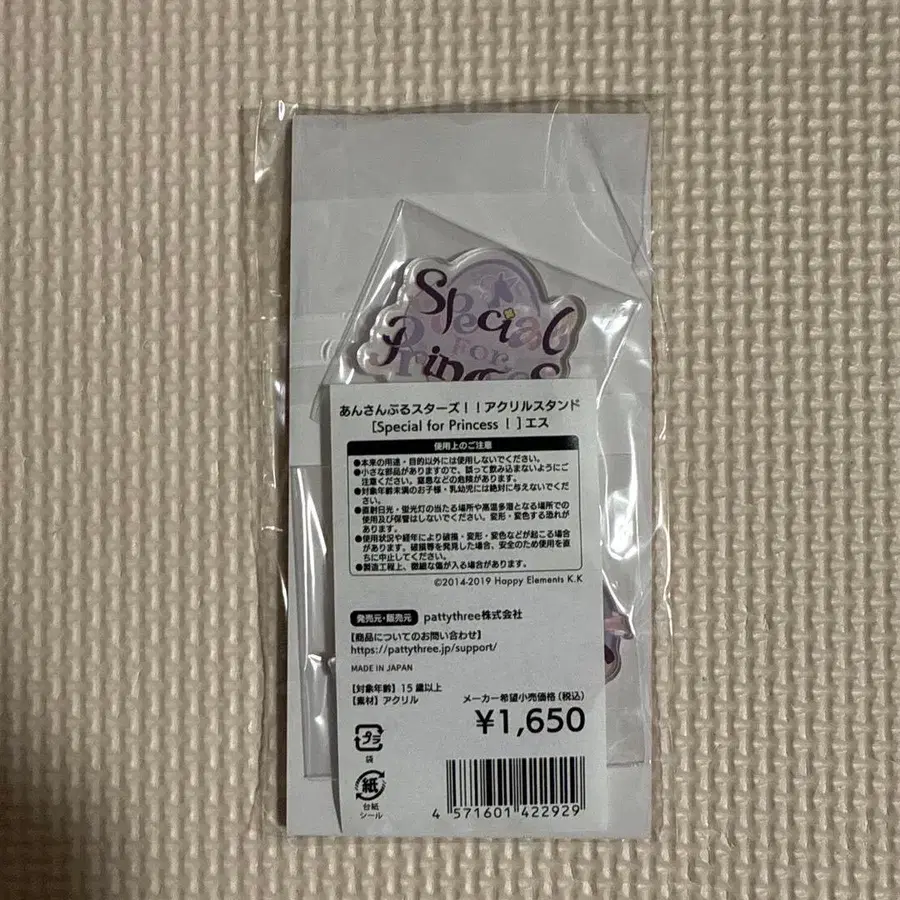 Special
FOR
Princess
あんさんぶるスターズ！！アクリルスタンド
［Special for Princess！］エス
使用上のご注意
●本来の用途・目的以外には使用しないでください。
●小さな部品がありますので、誤って飲み込まないようにご
注意ください。窒息などの危険があります。
●対象年齢未満のお子様・乳幼児には絶対に与えないでくだ
さい。
●直射日光・蛍光灯の当たる場所や高温多湿となる場所での
使用及び保管はしないでください。変形・変色する恐れが
あります。
●使用状況や経年により破損・変形・変色などが起こる場合
があります。破損等を発見した場合、安全のため使用を直
ちに中止してください。
●製造工程上、微細な傷が入る場合があります。
©2014-2019 Happy Elements K.K
発売元・販売元 pattythree株式会社
【商品についてのお問い合わせ】
https://pattythree.jp/support/
MADE IN JAPAN
【対象年齢】15歳以上
【素材】アクリル
メーカー希望小売価格（税込）
¥1,650
プラ
袋
紙
台紙
シール
4 571601 422929